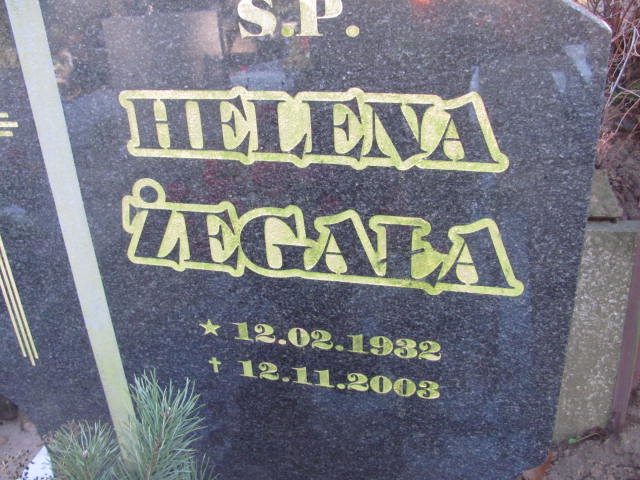 Ś.P.
HELENA
ŻEGAŁA
★ 12.02.1932
✝ 12.11.2003